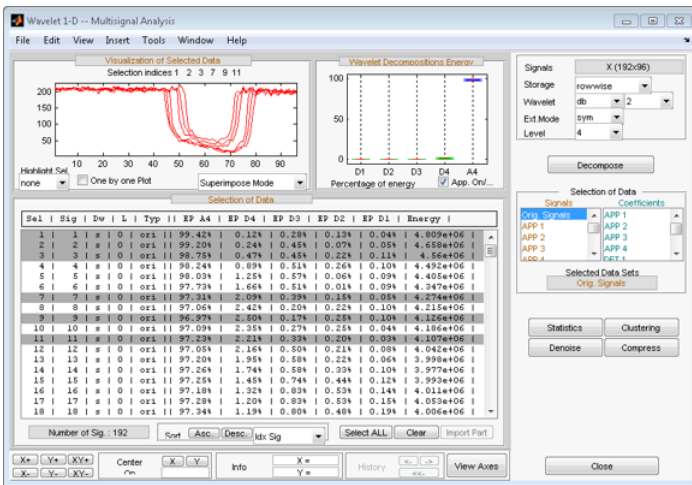 Wavelet 1-D -- Multisignal Analysis
File Edit View Insert Tools Window Help
Visualization of Selected Data
Selection indices 1 2 3 7 9 11
200
150
100
50
10 20 30 40 50 60 70 80 90
Highlight Sel
none
One by one Plot
Superimpose Mode
Wavelet Decompositions Energy
100
50
0
D1 D2 D3 D4 A4
Percentage of energy
App. On/...
Signals X (192x96)
Storage rowwise
Wavelet db 2
Ext.Mode sym
Level 4
Decompose
Selection of Data
Signals Coefficients
Orig. Signals APP 1
APP 1 APP 2
APP 2 APP 3
APP 3 APP 4
APP 4 DET 1
Selected Data Sets
Orig. Signals
Statistics Clustering
Denoise Compress
Close
Selection of Data
Sel | Sig | Dw | L | Typ || EP A4 | EP D4 | EP D3 | EP D2 | EP D1 | Energy |
1 | 1 | s | 0 | ori || 99.42% | 0.12% | 0.28% | 0.13% | 0.04% | 4.809e+06 |
2 | 2 | s | 0 | ori || 99.20% | 0.24% | 0.45% | 0.07% | 0.05% | 4.658e+06 |
3 | 3 | s | 0 | ori || 98.75% | 0.47% | 0.45% | 0.22% | 0.11% | 4.56e+06 |
4 | 4 | s | 0 | ori || 98.24% | 0.89% | 0.51% | 0.26% | 0.10% | 4.492e+06 |
5 | 5 | s | 0 | ori || 98.03% | 1.25% | 0.57% | 0.06% | 0.09% | 4.405e+06 |
6 | 6 | s | 0 | ori || 97.73% | 1.66% | 0.51% | 0.01% | 0.09% | 4.347e+06 |
7 | 7 | s | 0 | ori || 97.31% | 2.09% | 0.39% | 0.15% | 0.05% | 4.274e+06 |
8 | 8 | s | 0 | ori || 97.06% | 2.42% | 0.20% | 0.22% | 0.10% | 4.215e+06 |
9 | 9 | s | 0 | ori || 96.97% | 2.50% | 0.17% | 0.25% | 0.10% | 4.126e+06 |
10 | 10 | s | 0 | ori || 97.09% | 2.35% | 0.27% | 0.25% | 0.04% | 4.186e+06 |
11 | 11 | s | 0 | ori || 97.23% | 2.21% | 0.33% | 0.20% | 0.03% | 4.107e+06 |
12 | 12 | s | 0 | ori || 97.05% | 2.16% | 0.50% | 0.21% | 0.08% | 4.042e+06 |
13 | 13 | s | 0 | ori || 97.20% | 1.95% | 0.58% | 0.22% | 0.06% | 3.998e+06 |
14 | 14 | s | 0 | ori || 97.26% | 1.74% | 0.58% | 0.33% | 0.10% | 3.977e+06 |
15 | 15 | s | 0 | ori || 97.25% | 1.45% | 0.74% | 0.44% | 0.12% | 3.993e+06 |
16 | 16 | s | 0 | ori || 97.18% | 1.32% | 0.83% | 0.53% | 0.14% | 4.011e+06 |
17 | 17 | s | 0 | ori || 97.28% | 1.20% | 0.83% | 0.53% | 0.15% | 4.053e+06 |
18 | 18 | s | 0 | ori || 97.34% | 1.19% | 0.80% | 0.48% | 0.19% | 4.006e+06 |
Number of Sig. : 192
Sort Asc. Desc. Idx Sig
Select ALL Clear Import Part
X+ Y+ XY+
X- Y- XY-
Center On
X Y
Info
X =
Y =
History
<- ->
<<-
View Axes